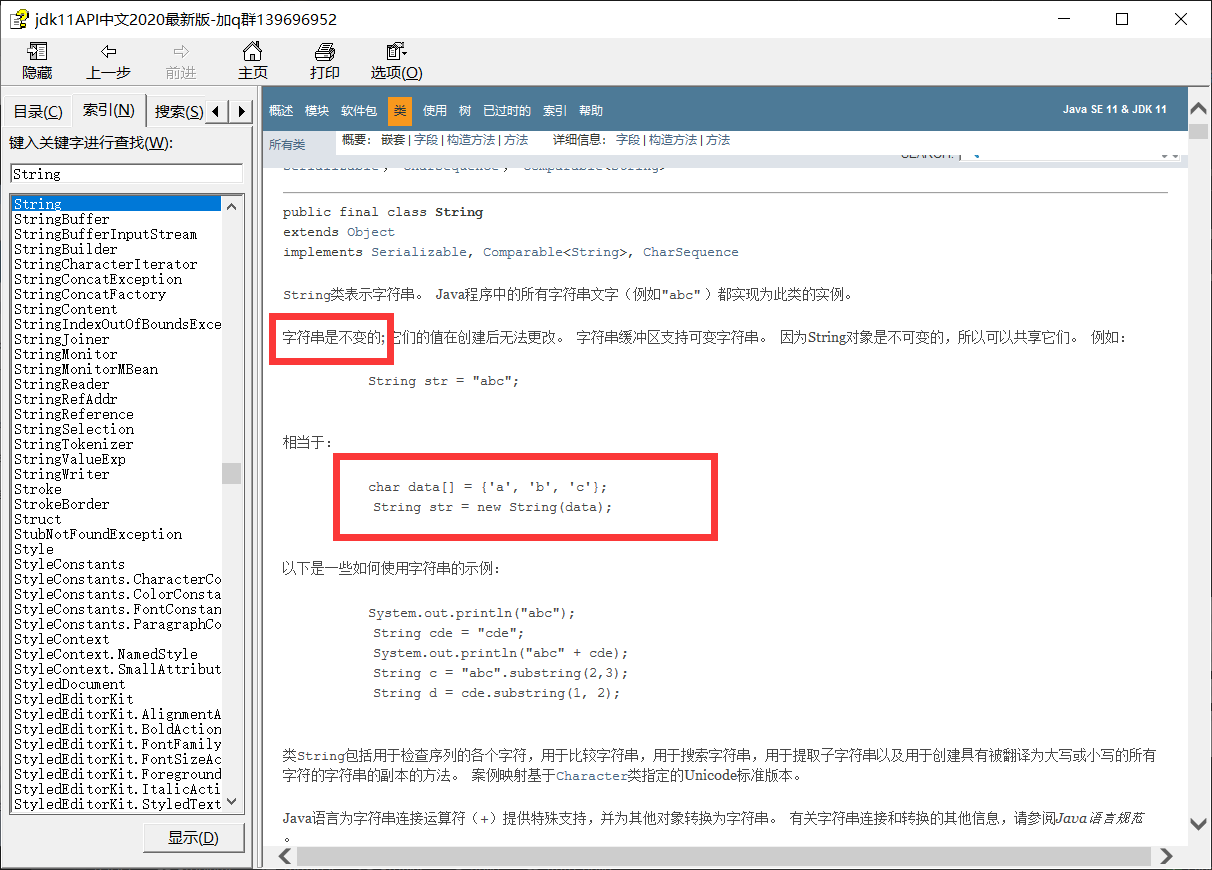 jdk11API中文2020最新版-加q群139696952
隐藏 上一步 前进 主页 打印 选项(O)
目录(C) 索引(N) 搜索(S)
键入关键字进行查找(W):
String
String
StringBuffer
StringBufferInputStream
StringBuilder
StringCharacterIterator
StringConcatException
StringConcatFactory
StringContent
StringIndexOutOfBoundsExce
StringJoiner
StringMonitor
StringMonitorMBean
StringReader
StringRefAddr
StringReference
StringSelection
StringTokenizer
StringValueExp
StringWriter
Stroke
StrokeBorder
Struct
StubNotFoundException
Style
StyleConstants
StyleConstants.CharacterCo
StyleConstants.ColorConsta
StyleConstants.FontConstan
StyleConstants.ParagraphCo
StyleContext
StyleContext.NamedStyle
StyleContext.SmallAttribut
StyledDocument
StyledEditorKit
StyledEditorKit.AlignmentA
StyledEditorKit.BoldAction
StyledEditorKit.FontFamily
StyledEditorKit.FontSizeAc
StyledEditorKit.Foreground
StyledEditorKit.ItalicActi
StyledEditorKit.StyledText
显示(D)
概述 模块 软件包 类 使用 树 已过时的 索引 帮助 Java SE 11 & JDK 11
所有类 概要： 嵌套 | 字段 | 构造方法 | 方法 详细信息： 字段 | 构造方法 | 方法
SEARCH:
Serializable , CharSequence , Comparable<String>
public final class String
extends Object
implements Serializable, Comparable<String>, CharSequence
String类表示字符串。 Java程序中的所有字符串文字（例如"abc" ）都实现为此类的实例。
字符串是不变的; 它们的值在创建后无法更改。 字符串缓冲区支持可变字符串。 因为String对象是不可变的，所以可以共享它们。 例如：
String str = "abc";
相当于：
char data[] = {'a', 'b', 'c'};
String str = new String(data);
以下是一些如何使用字符串的示例：
System.out.println("abc");
String cde = "cde";
System.out.println("abc" + cde);
String c = "abc".substring(2,3);
String d = cde.substring(1, 2);
类String包括用于检查序列的各个字符，用于比较字符串，用于搜索字符串，用于提取子字符串以及用于创建具有被翻译为大写或小写的所有
字符的字符串的副本的方法。 案例映射基于Character类指定的Unicode标准版本。
Java语言为字符串连接运算符（+）提供特殊支持，并为其他对象转换为字符串。 有关字符串连接和转换的其他信息，请参阅Java语言规范
。